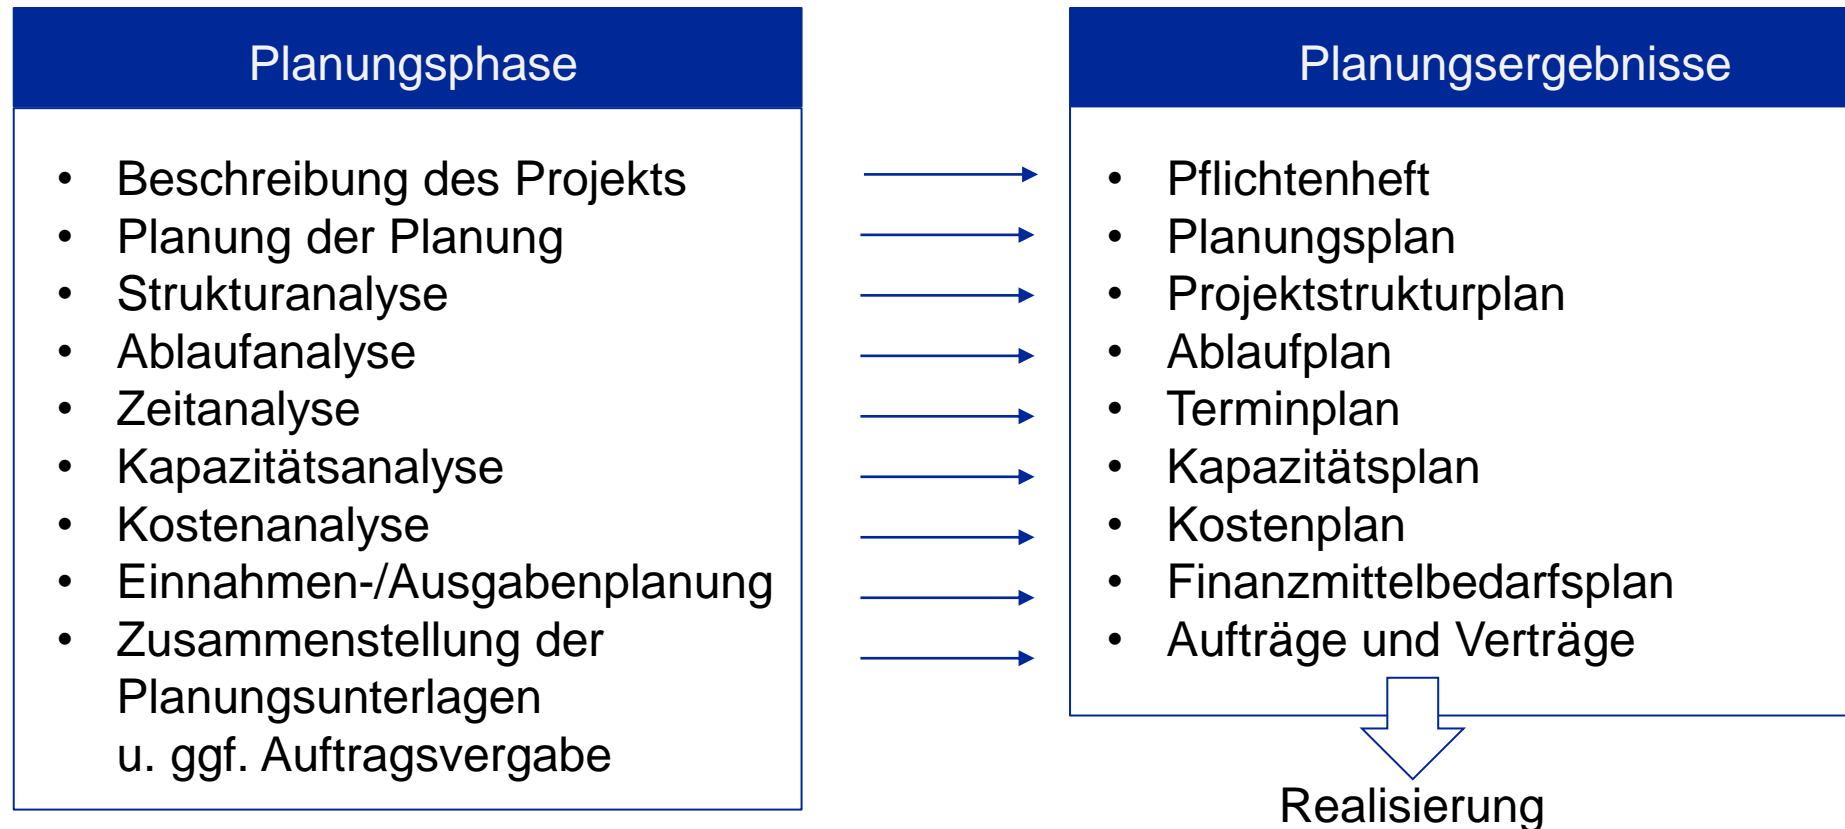 Planungsphase
• Beschreibung des Projekts
• Planung der Planung
• Strukturanalyse
• Ablaufanalyse
• Zeitanalyse
• Kapazitätsanalyse
• Kostenanalyse
• Einnahmen-/Ausgabenplanung
• Zusammenstellung der
Planungsunterlagen
u. ggf. Auftragsvergabe
Planungsergebnisse
• Pflichtenheft
• Planungsplan
• Projektstrukturplan
• Ablaufplan
• Terminplan
• Kapazitätsplan
• Kostenplan
• Finanzmittelbedarfsplan
• Aufträge und Verträge
Realisierung